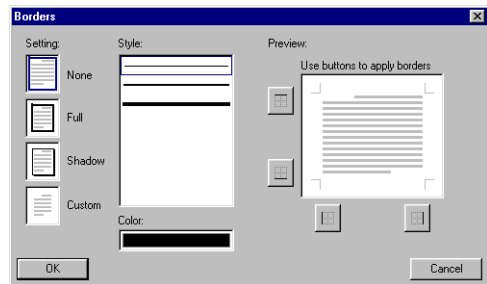 Borders
Setting:
None
Full
Shadow
Custom
Style:
Color:
Preview:
Use buttons to apply borders
OK
Cancel